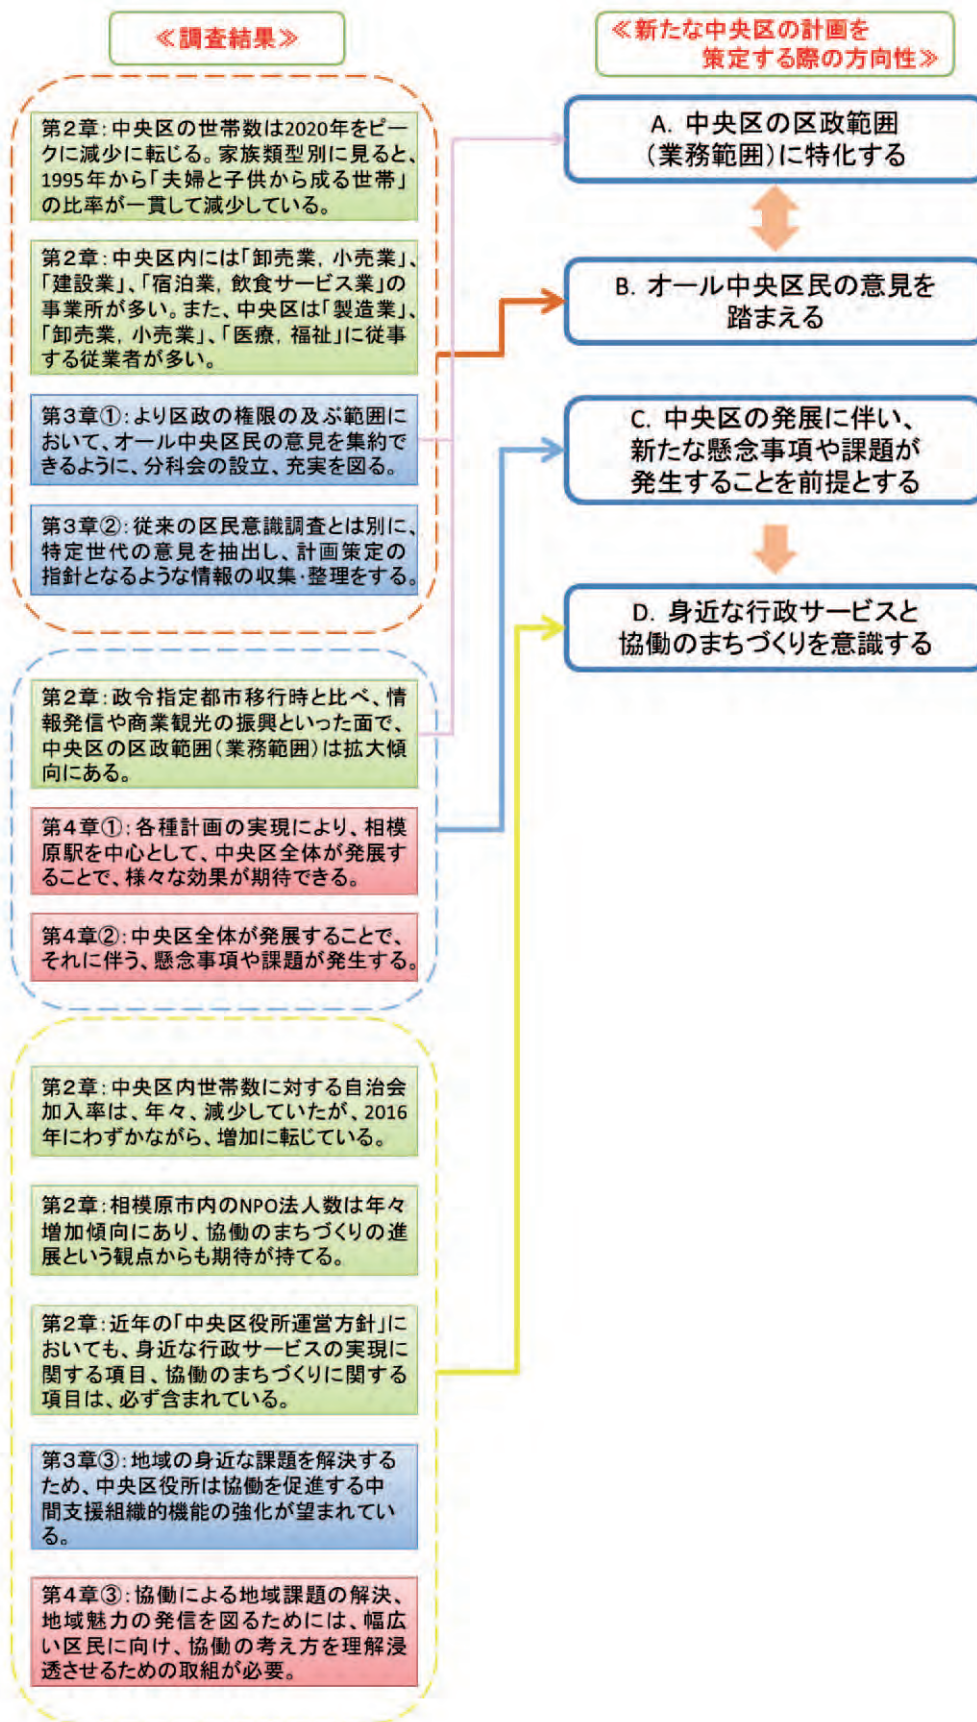 ≪調査結果≫
第2章：中央区の世帯数は2020年をピ
ークに減少に転じる。家族類型別に見ると、
1995年から「夫婦と子供から成る世帯」
の比率が一貫して減少している。
第2章：中央区内には「卸売業，小売業」、
「建設業」、「宿泊業，飲食サービス業」の
事業所が多い。また、中央区は「製造業」、
「卸売業，小売業」、「医療，福祉」に従事
する従業者が多い。
第3章①：より区政の権限の及ぶ範囲に
おいて、オール中央区民の意見を集約で
きるように、分科会の設立、充実を図る。
第3章②：従来の区民意識調査とは別に、
特定世代の意見を抽出し、計画策定の
指針となるような情報の収集・整理をする。
第2章：政令指定都市移行時と比べ、情
報発信や商業観光の振興といった面で、
中央区の区政範囲（業務範囲）は拡大傾
向にある。
第4章①：各種計画の実現により、相模
原駅を中心として、中央区全体が発展す
ることで、様々な効果が期待できる。
第4章②：中央区全体が発展することで、
それに伴う、懸念事項や課題が発生する。
第2章：中央区内世帯数に対する自治会
加入率は、年々、減少していたが、2016
年にわずかながら、増加に転じている。
第2章：相模原市内のNPO法人数は年々
増加傾向にあり、協働のまちづくりの進
展という観点からも期待が持てる。
第2章：近年の「中央区役所運営方針」に
おいても、身近な行政サービスの実現に
関する項目、協働のまちづくりに関する
項目は、必ず含まれている。
第3章③：地域の身近な課題を解決する
ため、中央区役所は協働を促進する中
間支援組織的機能の強化が望まれてい
る。
第4章③：協働による地域課題の解決、
地域魅力の発信を図るためには、幅広
い区民に向け、協働の考え方を理解浸
透させるための取組が必要。
≪新たな中央区の計画を
策定する際の方向性≫
A. 中央区の区政範囲
（業務範囲）に特化する
B. オール中央区民の意見を
踏まえる
C. 中央区の発展に伴い、
新たな懸念事項や課題が
発生することを前提とする
D. 身近な行政サービスと
協働のまちづくりを意識する